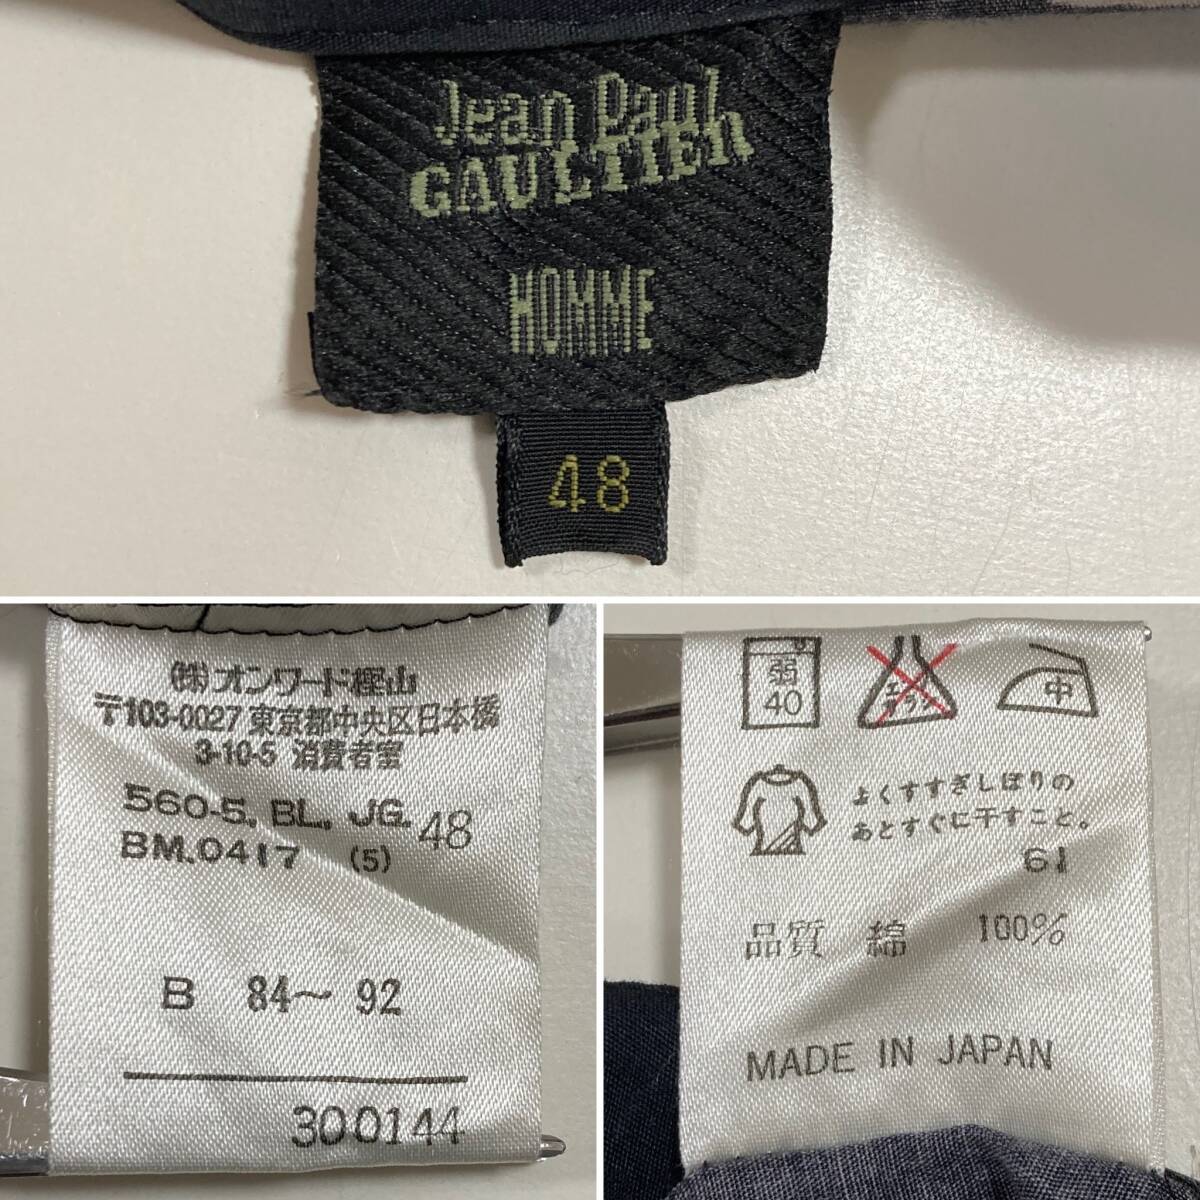 Jean Paul
GAULTIER
HOMME
48
(株)オンワード樫山
〒103-0027 東京都中央区日本橋
3-10-5 消費者室
560-5, BL, JG. 48
BM.0417 (5)
B 84〜92
300144
弱
40
エンソ
サラシ
中
よくすすぎしぼりの
あとすぐに干すこと。
61
品質 綿 100%
MADE IN JAPAN